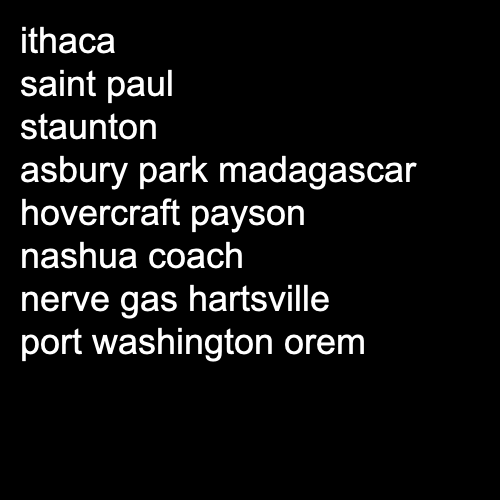 ithaca
saint paul
staunton
asbury park madagascar
hovercraft payson
nashua coach
nerve gas hartsville
port washington orem